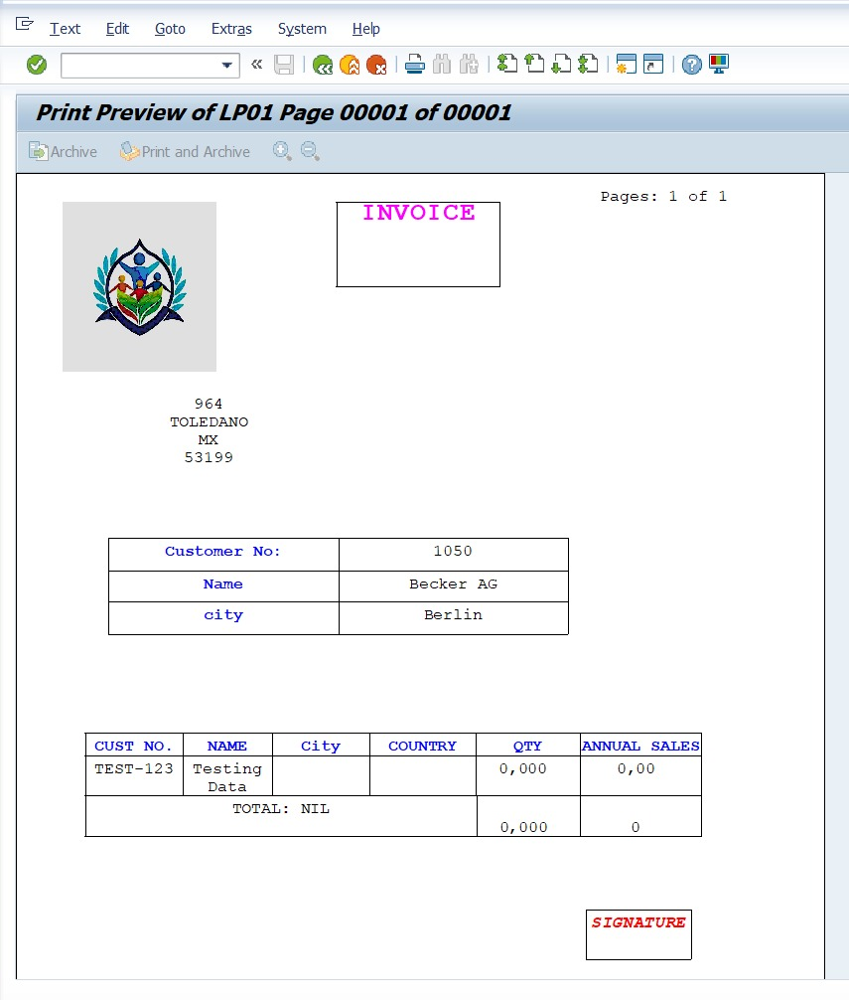 Text Edit Goto Extras System Help
Print Preview of LP01 Page 00001 of 00001
Archive Print and Archive
Pages: 1 of 1
INVOICE
964
TOLEDANO
MX
53199
Customer No: 1050
Name Becker AG
city Berlin
CUST NO. NAME City COUNTRY QTY ANNUAL SALES
TEST-123 Testing 0,000 0,00
Data
TOTAL: NIL
0,000 0
SIGNATURE